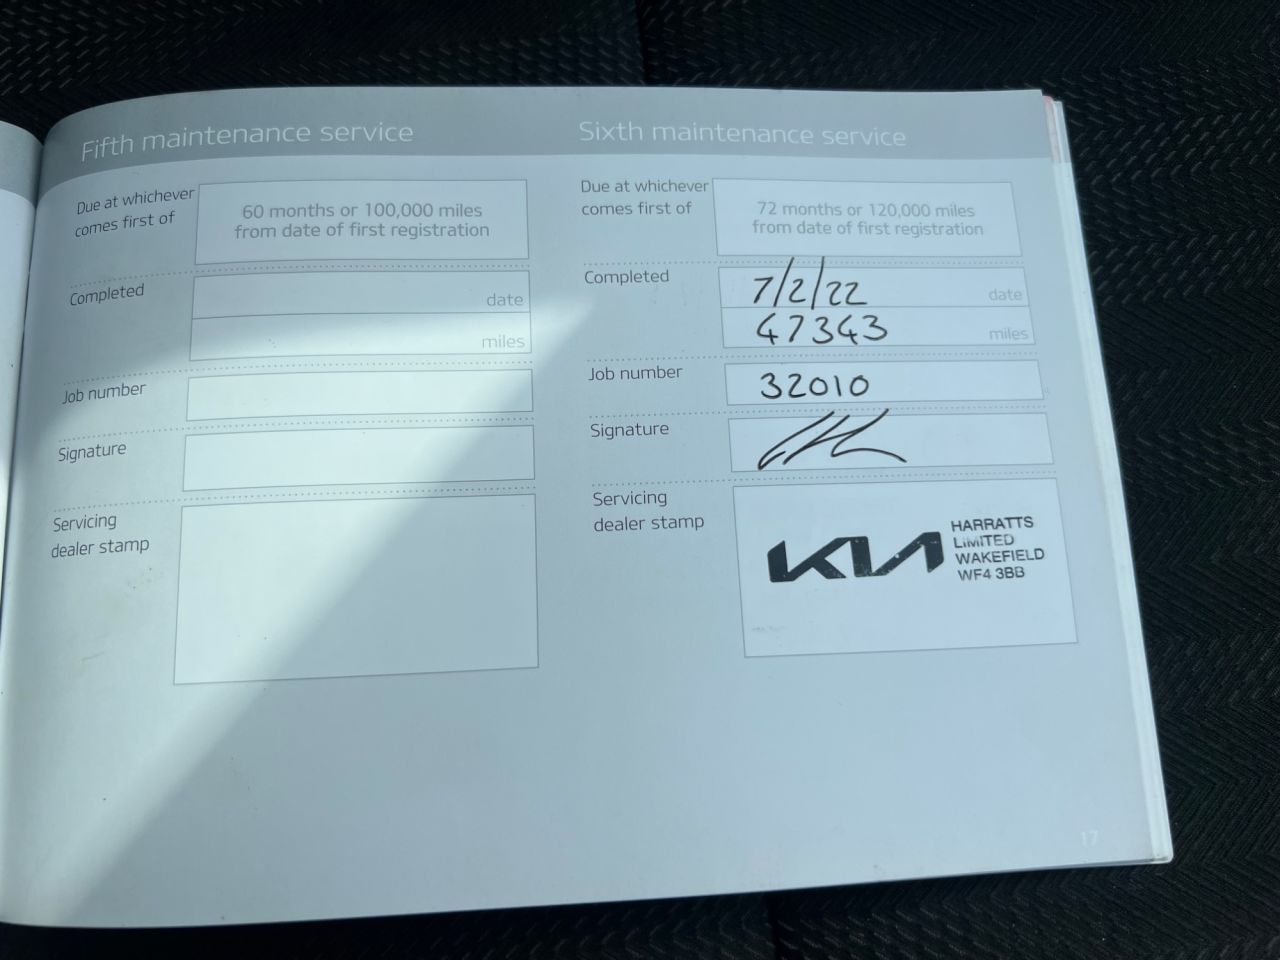 Fifth maintenance service
Due at whichever
comes first of
60 months or 100,000 miles
from date of first registration
Completed
date
miles
Job number
Signature
Servicing
dealer stamp
Sixth maintenance service
Due at whichever
comes first of
72 months or 120,000 miles
from date of first registration
Completed
7/2/22 date
47343 miles
Job number
32010
Signature
Servicing
dealer stamp
KIA
HARRATTS
LIMITED
WAKEFIELD
WF4 3BB
17